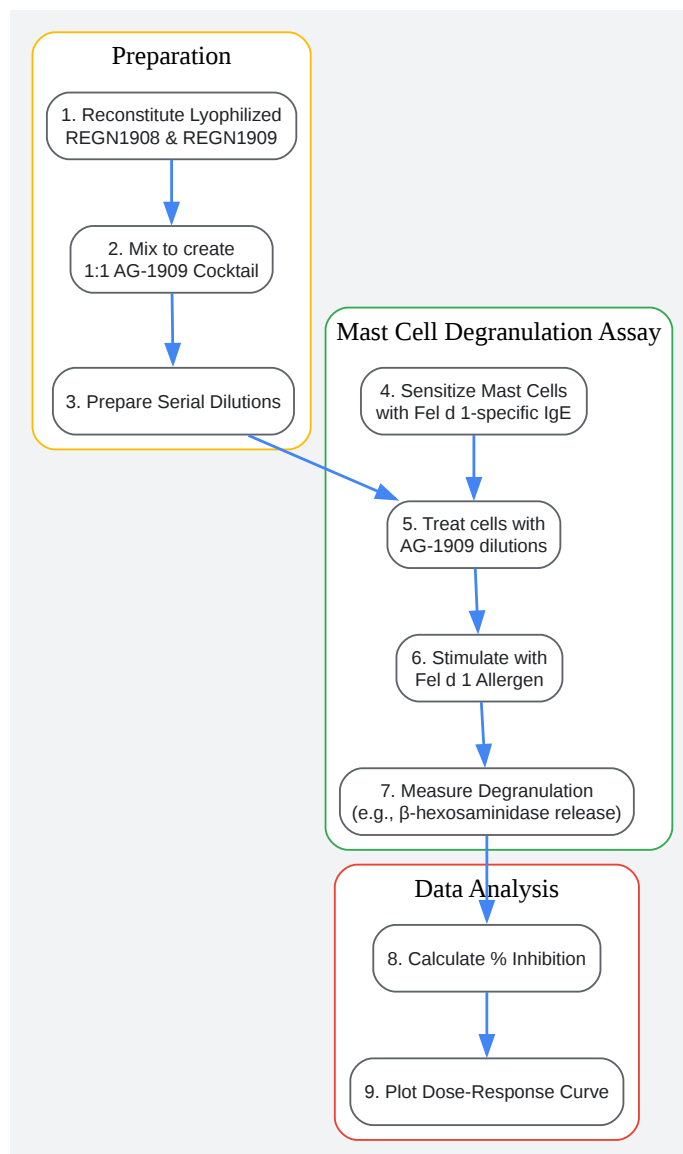 Preparation
1. Reconstitute Lyophilized
REGN1908 & REGN1909
2. Mix to create
1:1 AG-1909 Cocktail
3. Prepare Serial Dilutions
Mast Cell Degranulation Assay
4. Sensitize Mast Cells
with Fel d 1-specific IgE
5. Treat cells with
AG-1909 dilutions
6. Stimulate with
Fel d 1 Allergen
7. Measure Degranulation
(e.g., β-hexosaminidase release)
Data Analysis
8. Calculate % Inhibition
9. Plot Dose-Response Curve